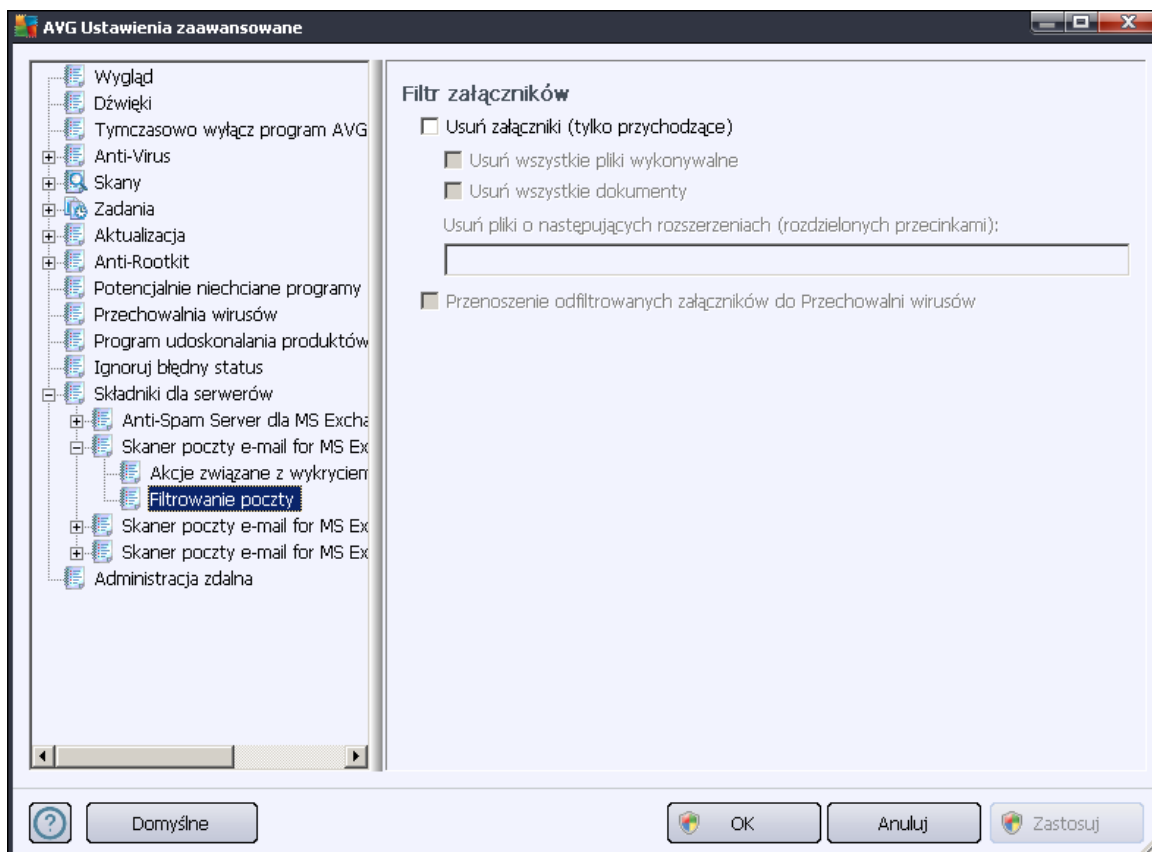 AVG Ustawienia zaawansowane
Wygląd
Dźwięki
Tymczasowo wyłącz program AVG
Anti-Virus
Skany
Zadania
Aktualizacja
Anti-Rootkit
Potencjalnie niechciane programy
Przechowalnia wirusów
Program udoskonalania produktów
Ignoruj błędny status
Składniki dla serwerów
Anti-Spam Server dla MS Excha
Skaner poczty e-mail for MS Ex
Akcje związane z wykryciem
Filtrowanie poczty
Skaner poczty e-mail for MS Ex
Skaner poczty e-mail for MS Ex
Administracja zdalna
Filtr załączników
Usuń załączniki (tylko przychodzące)
Usuń wszystkie pliki wykonywalne
Usuń wszystkie dokumenty
Usuń pliki o następujących rozszerzeniach (rozdzielonych przecinkami):
Przenoszenie odfiltrowanych załączników do Przechowalni wirusów
Domyślne
OK
Anuluj
Zastosuj